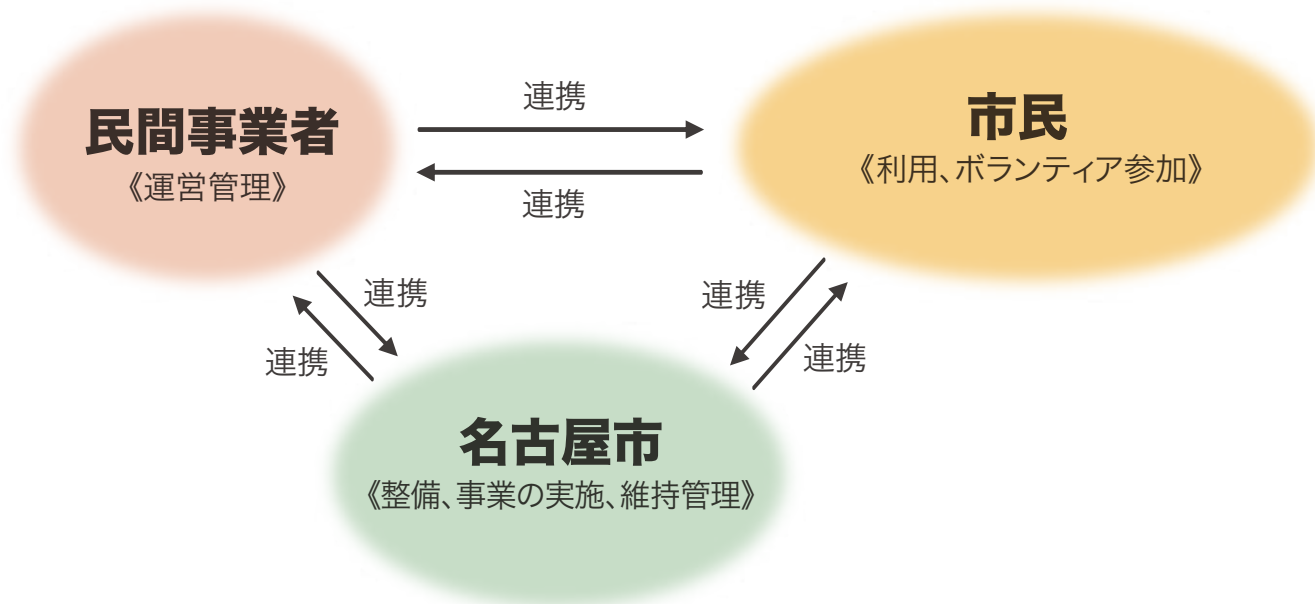 連携
民間事業者
《運営管理》
市民
《利用、ボランティア参加》
連携
連携
連携
連携
連携
名古屋市
《整備、事業の実施、維持管理》